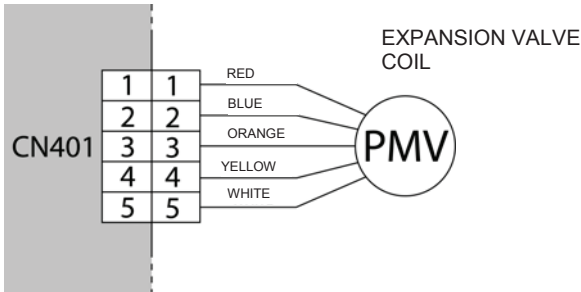 EXPANSION VALVE
COIL
CN401
1 1 RED
2 2 BLUE
3 3 ORANGE
4 4 YELLOW
5 5 WHITE
PMV